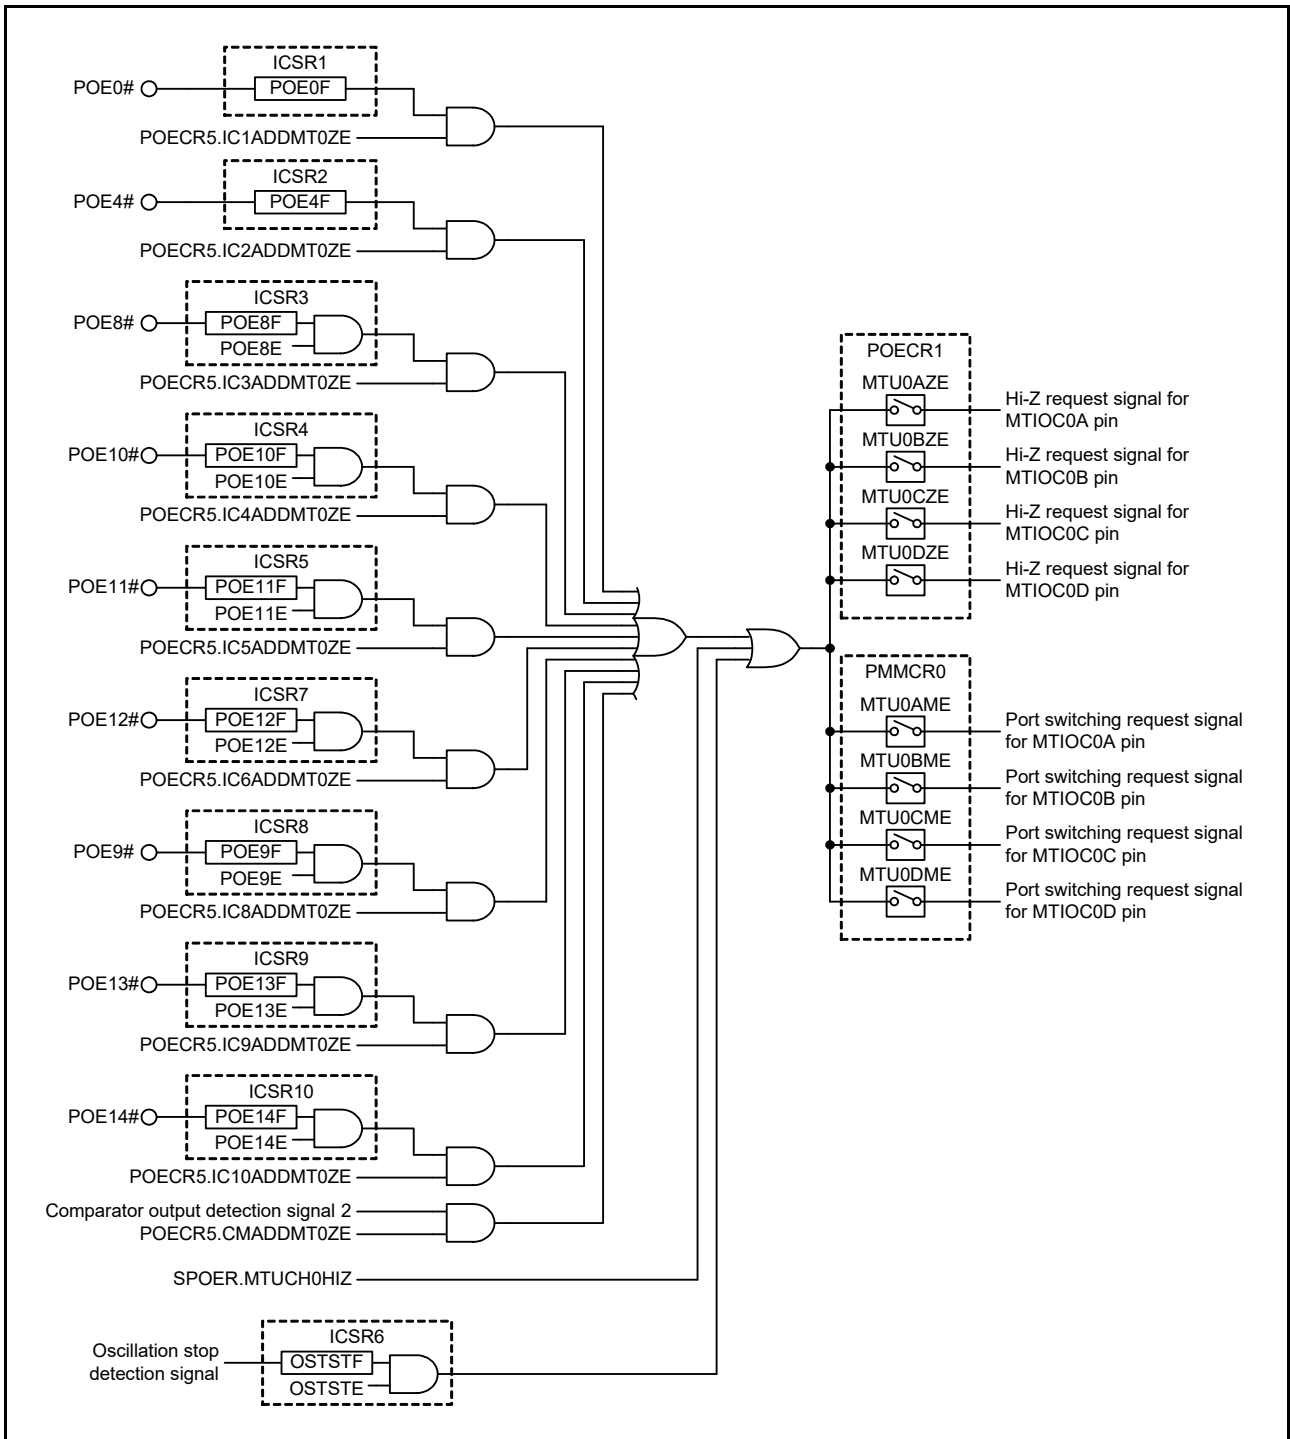 ICSR1
POE0#
POE0F
POECR5.IC1ADDMT0ZE
ICSR2
POE4#
POE4F
POECR5.IC2ADDMT0ZE
ICSR3
POE8#
POE8F
POE8E
POECR5.IC3ADDMT0ZE
ICSR4
POE10#
POE10F
POE10E
POECR5.IC4ADDMT0ZE
ICSR5
POE11#
POE11F
POE11E
POECR5.IC5ADDMT0ZE
ICSR7
POE12#
POE12F
POE12E
POECR5.IC6ADDMT0ZE
ICSR8
POE9#
POE9F
POE9E
POECR5.IC8ADDMT0ZE
ICSR9
POE13#
POE13F
POE13E
POECR5.IC9ADDMT0ZE
ICSR10
POE14#
POE14F
POE14E
POECR5.IC10ADDMT0ZE
Comparator output detection signal 2
POECR5.CMADDMT0ZE
SPOER.MTUCH0HIZ
ICSR6
Oscillation stop
detection signal
OSTSTF
OSTSTE
POECR1
MTU0AZE
Hi-Z request signal for
MTIOC0A pin
MTU0BZE
Hi-Z request signal for
MTIOC0B pin
MTU0CZE
Hi-Z request signal for
MTIOC0C pin
MTU0DZE
Hi-Z request signal for
MTIOC0D pin
PMMCR0
MTU0AME
Port switching request signal
for MTIOC0A pin
MTU0BME
Port switching request signal
for MTIOC0B pin
MTU0CME
Port switching request signal
for MTIOC0C pin
MTU0DME
Port switching request signal
for MTIOC0D pin